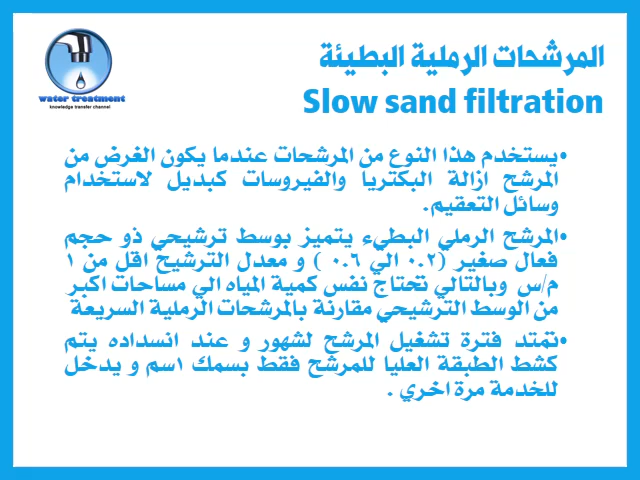 water treatment
knowledge transfer channel
المرشحات الرملية البطيئة
Slow sand filtration
•يستخدم هذا النوع من المرشحات عندما يكون الغرض من
المرشح ازالة البكتريا والفيروسات كبديل لاستخدام
وسائل التعقيم.
•المرشح الرملي البطيء يتميز بوسط ترشيحي ذو حجم
فعال صغير (٠.٢ الي ٠.٦ ) و معدل الترشيح اقل من ١
م/س وبالتالي تحتاج نفس كمية المياه الي مساحات اكبر
من الوسط الترشيحي مقارنة بالمرشحات الرملية السريعة
•تمتد فترة تشغيل المرشح لشهور و عند انسداده يتم
كشط الطبقة العليا للمرشح فقط بسمك ١سم و يدخل
للخدمة مرة اخري .